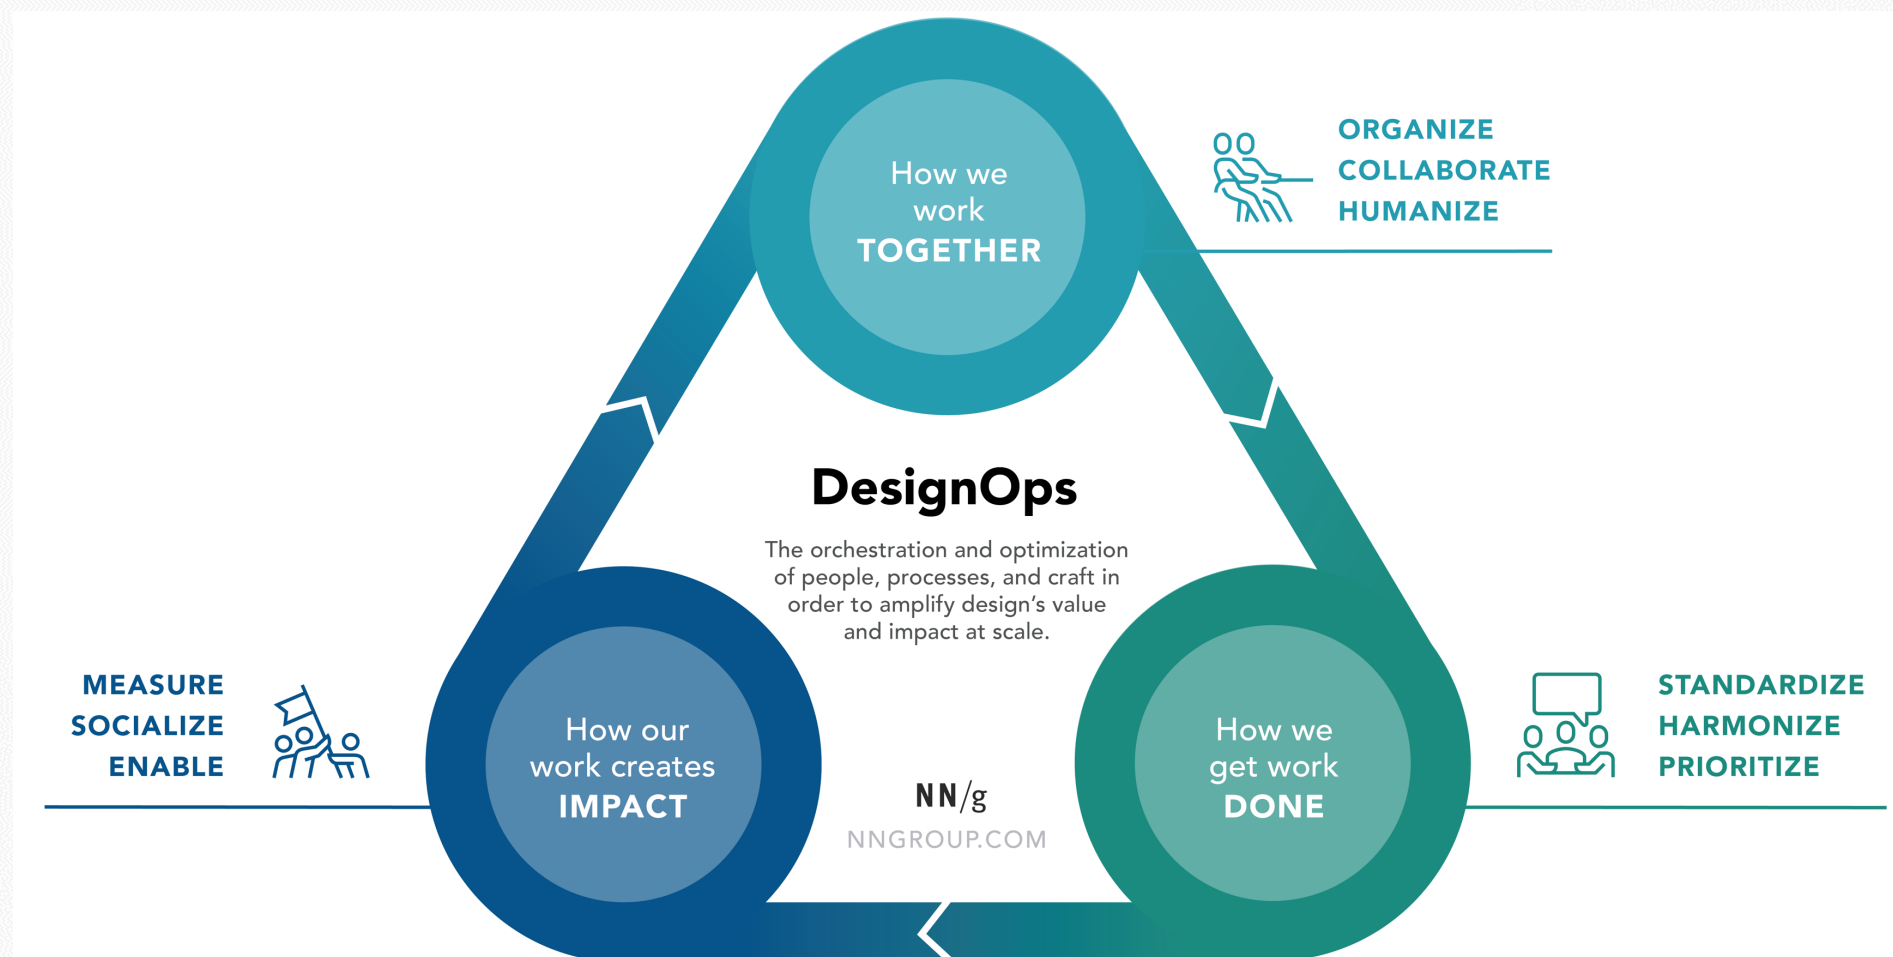 How we
work
TOGETHER
ORGANIZE
COLLABORATE
HUMANIZE
DesignOps
The orchestration and optimization
of people, processes, and craft in
order to amplify design’s value
and impact at scale.
MEASURE
SOCIALIZE
ENABLE
How our
work creates
IMPACT
NN/g
NNGROUP.COM
How we
get work
DONE
STANDARDIZE
HARMONIZE
PRIORITIZE